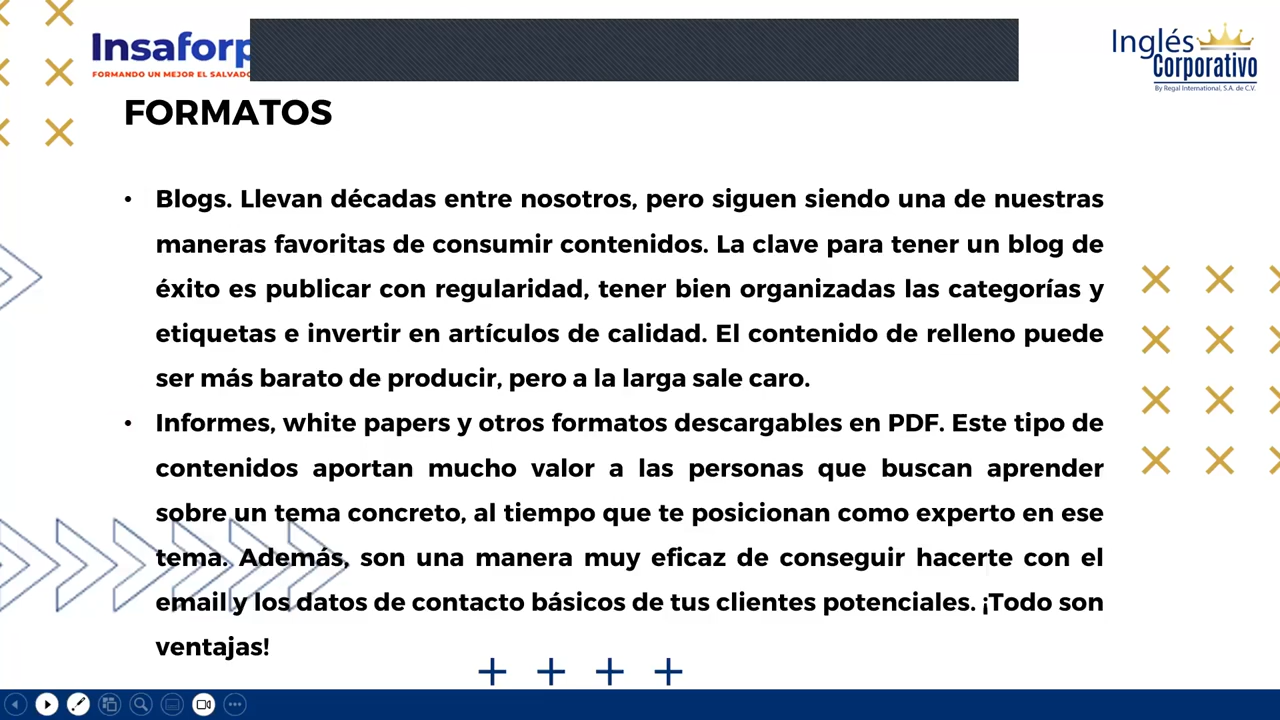 Insaforp
FORMANDO UN MEJOR EL SALVADO
Inglés
Corporativo
By Regal International, S.A. de C.V.
FORMATOS
• Blogs. Llevan décadas entre nosotros, pero siguen siendo una de nuestras
maneras favoritas de consumir contenidos. La clave para tener un blog de
éxito es publicar con regularidad, tener bien organizadas las categorías y
etiquetas e invertir en artículos de calidad. El contenido de relleno puede
ser más barato de producir, pero a la larga sale caro.
• Informes, white papers y otros formatos descargables en PDF. Este tipo de
contenidos aportan mucho valor a las personas que buscan aprender
sobre un tema concreto, al tiempo que te posicionan como experto en ese
tema. Además, son una manera muy eficaz de conseguir hacerte con el
email y los datos de contacto básicos de tus clientes potenciales. ¡Todo son
ventajas!